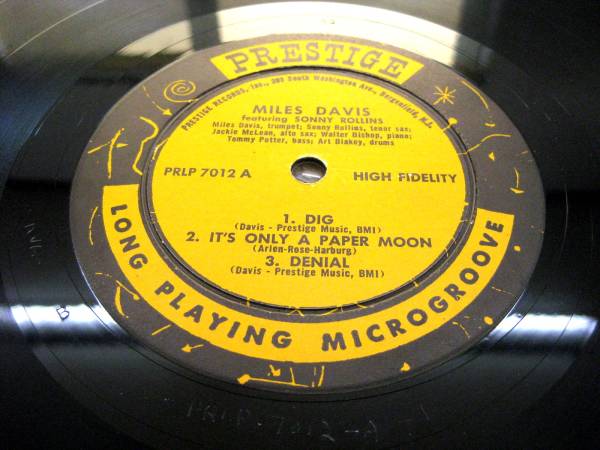 PRESTIGE
PRESTIGE RECORDS, Inc., 203 South Washington Ave., Bergenfield, N.J.
MILES DAVIS
featuring SONNY ROLLINS
Miles Davis, trumpet; Sonny Rollins, tenor sax;
Jackie McLean, alto sax; Walter Bishop, piano;
Tommy Potter, bass; Art Blakey, drums
PRLP 7012 A HIGH FIDELITY
1. DIG
(Davis - Prestige Music, BMI)
2. IT'S ONLY A PAPER MOON
(Arlen-Rose-Harburg)
3. DENIAL
(Davis - Prestige Music, BMI)
LONG PLAYING MICROGROOVE
PRLP-7012-A